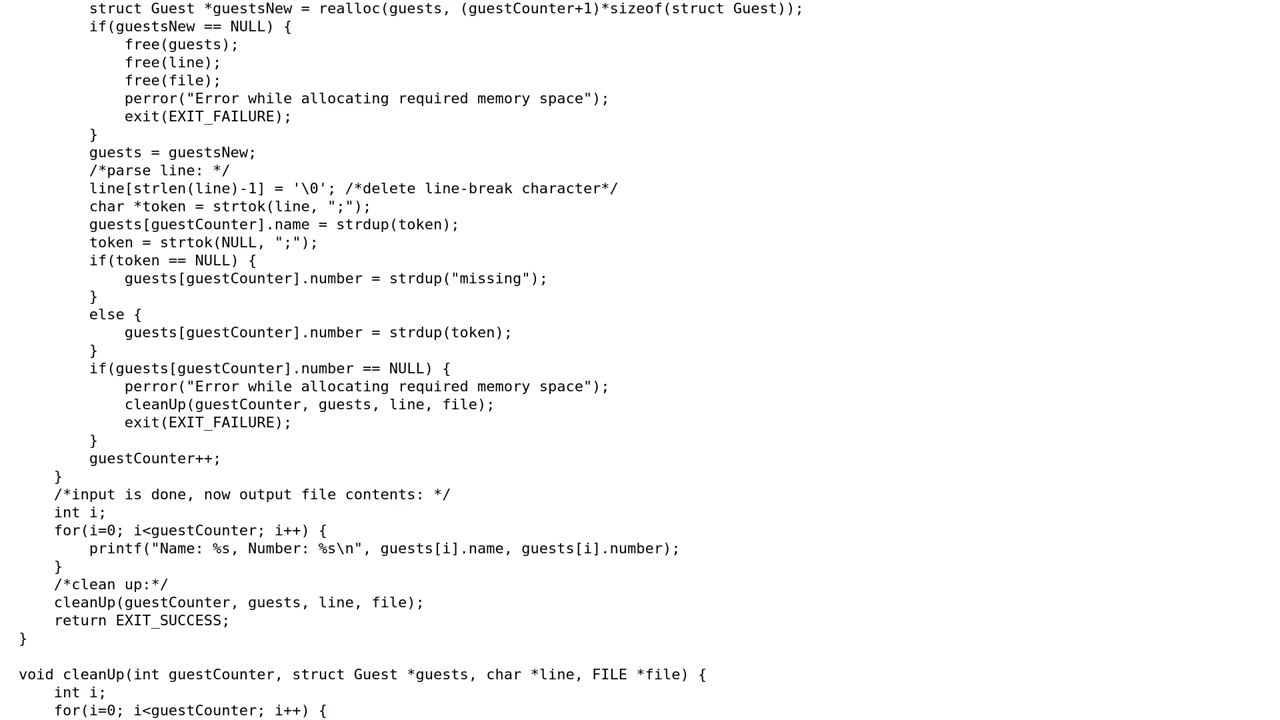 struct Guest *guestsNew = realloc(guests, (guestCounter+1)*sizeof(struct Guest));
if(guestsNew == NULL) {
free(guests);
free(line);
free(file);
perror("Error while allocating required memory space");
exit(EXIT_FAILURE);
}
guests = guestsNew;
/*parse line: */
line[strlen(line)-1] = '\0'; /*delete line-break character*/
char *token = strtok(line, ";");
guests[guestCounter].name = strdup(token);
token = strtok(NULL, ";");
if(token == NULL) {
guests[guestCounter].number = strdup("missing");
}
else {
guests[guestCounter].number = strdup(token);
}
if(guests[guestCounter].number == NULL) {
perror("Error while allocating required memory space");
cleanUp(guestCounter, guests, line, file);
exit(EXIT_FAILURE);
}
guestCounter++;
}
/*input is done, now output file contents: */
int i;
for(i=0; i<guestCounter; i++) {
printf("Name: %s, Number: %s\n", guests[i].name, guests[i].number);
}
/*clean up:*/
cleanUp(guestCounter, guests, line, file);
return EXIT_SUCCESS;
}
void cleanUp(int guestCounter, struct Guest *guests, char *line, FILE *file) {
int i;
for(i=0; i<guestCounter; i++) {